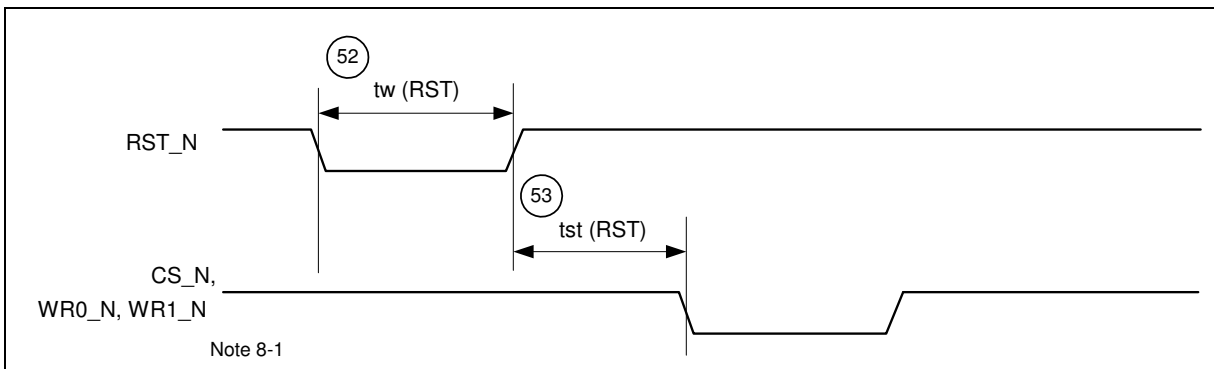 52
tw (RST)
RST_N
53
tst (RST)
CS_N,
WR0_N, WR1_N
Note 8-1